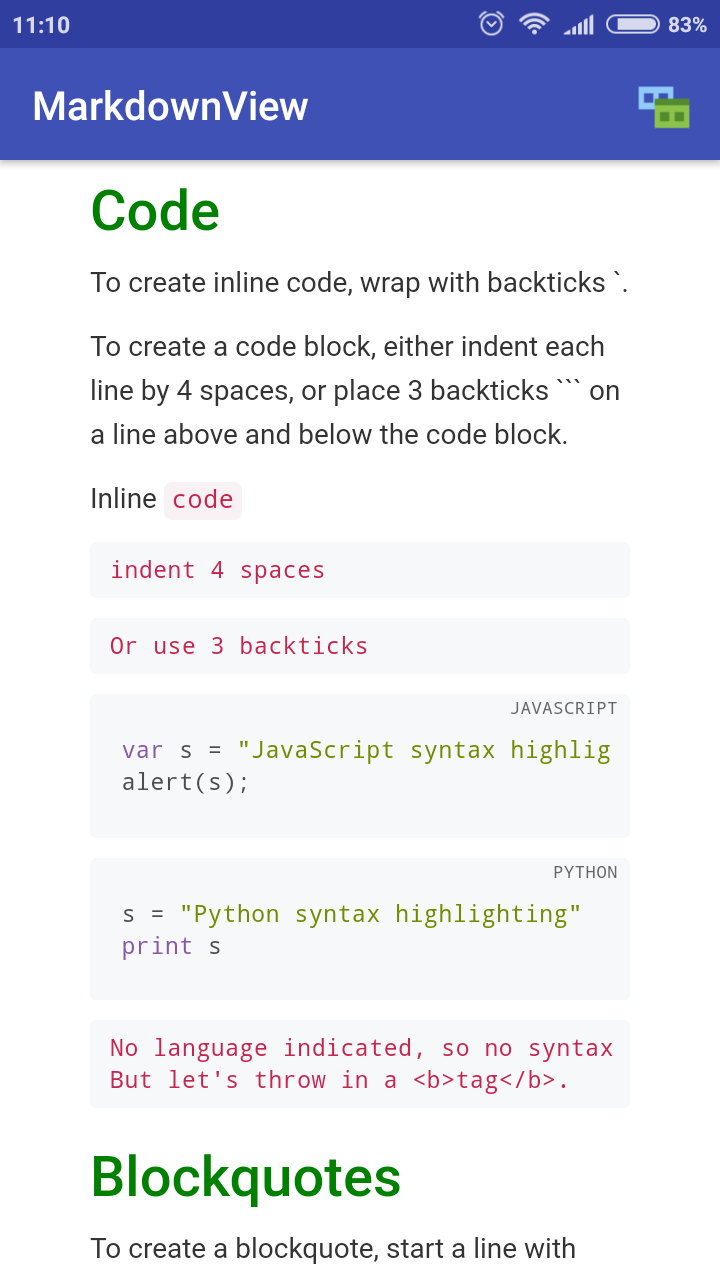 11:10
83%
MarkdownView
Code
To create inline code, wrap with backticks `.
To create a code block, either indent each
line by 4 spaces, or place 3 backticks ``` on
a line above and below the code block.
Inline code
indent 4 spaces
Or use 3 backticks
JAVASCRIPT
var s = "JavaScript syntax highlig
alert(s);
PYTHON
s = "Python syntax highlighting"
print s
No language indicated, so no syntax
But let's throw in a <b>tag</b>.
Blockquotes
To create a blockquote, start a line with